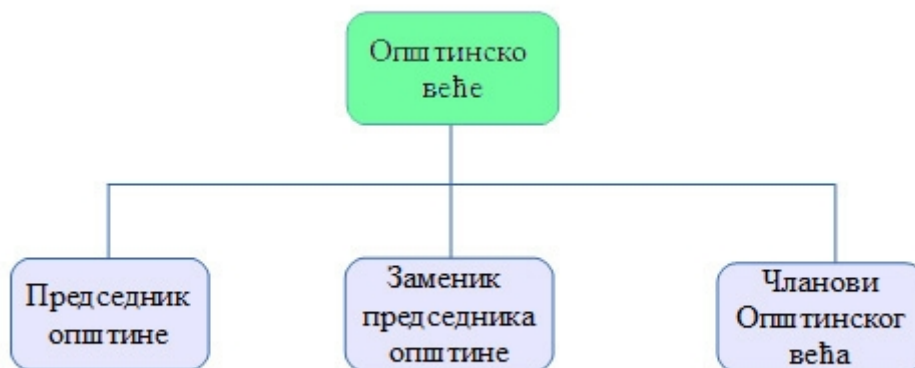 Општинско
веће
Председник
општине
Заменик
председника
општине
Чланови
Општинског
већа